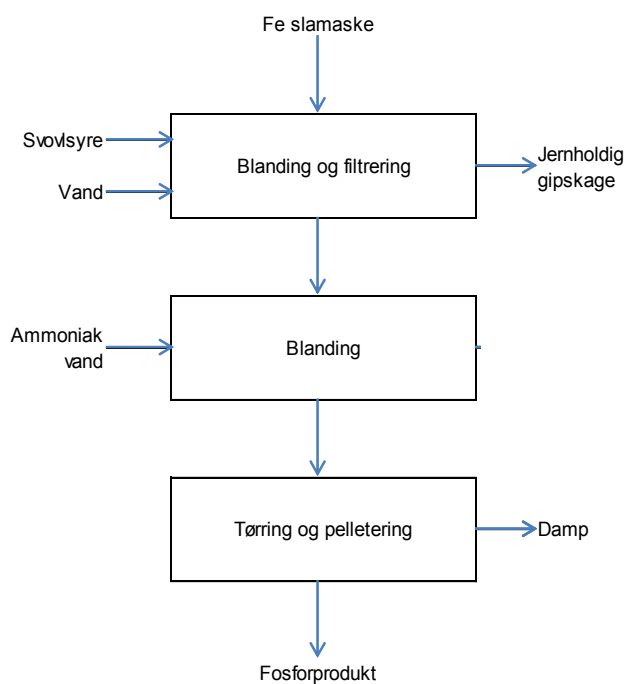 Fe slamaske
Svovlsyre
Vand
Blanding og filtrering
Jernholdig
gipskage
Ammoniak
vand
Blanding
Tørring og pelletering
Damp
Fosforprodukt